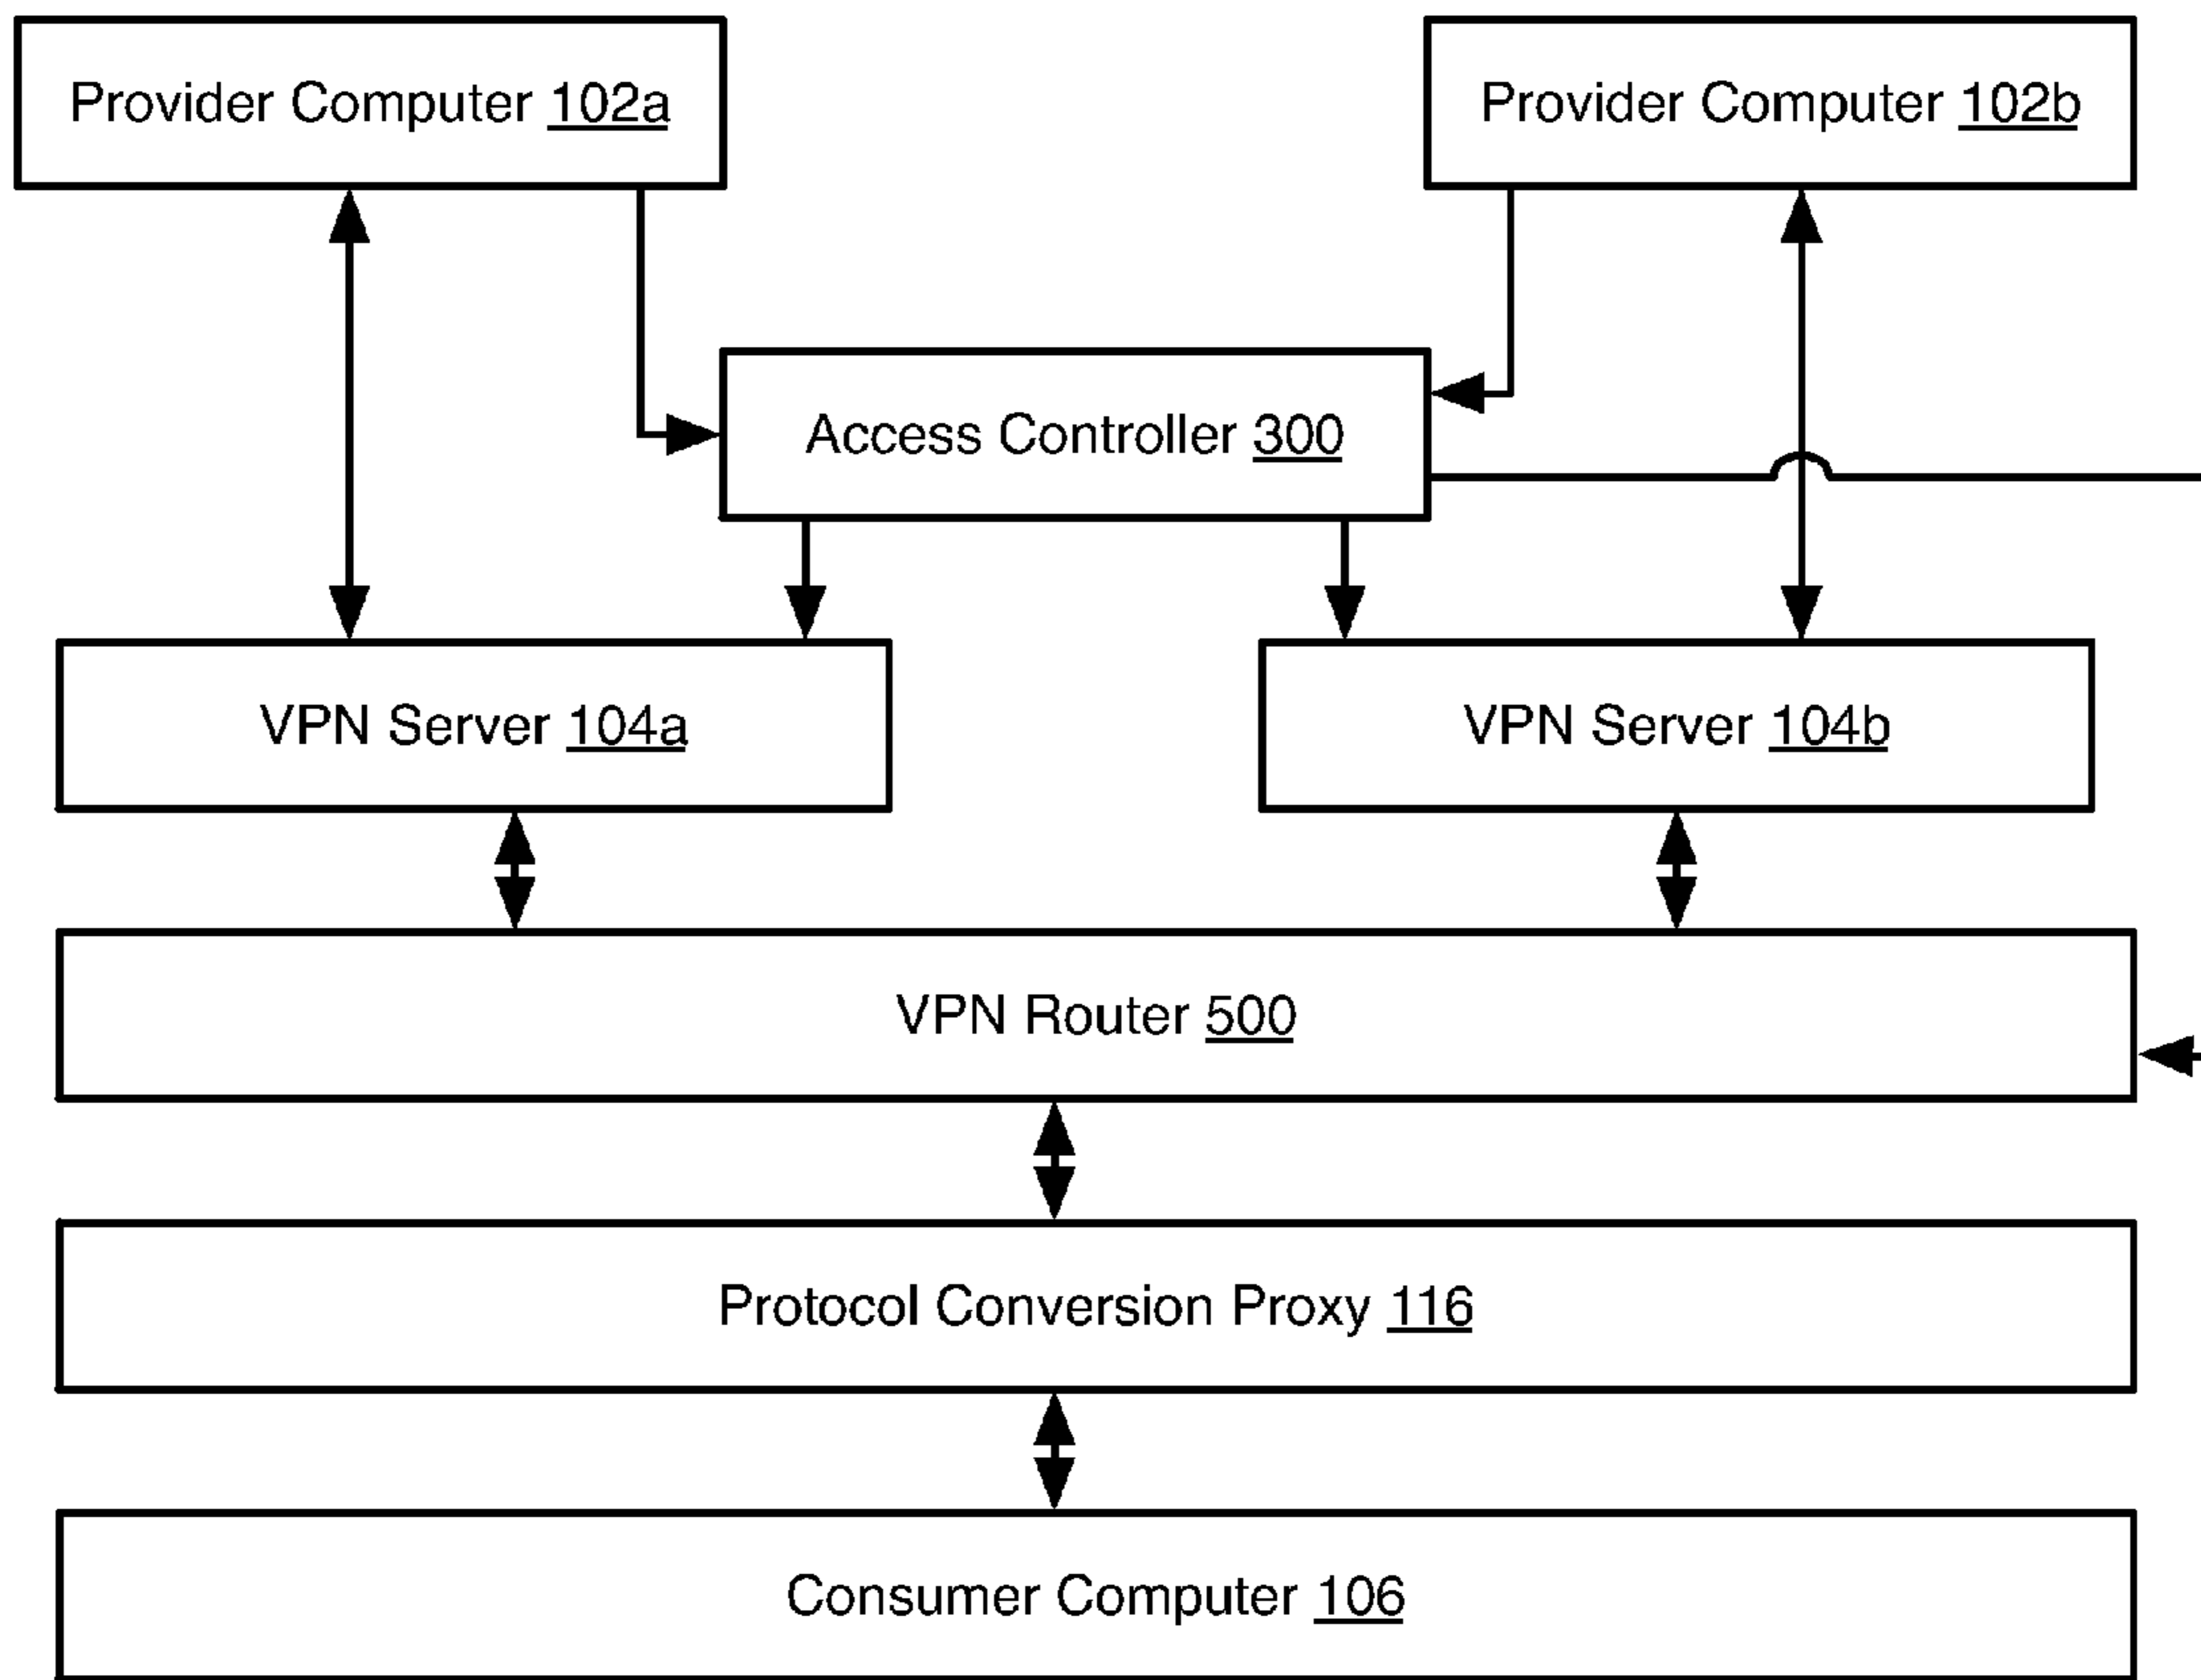 Provider Computer 102a
Provider Computer 102b
Access Controller 300
VPN Server 104a
VPN Server 104b
VPN Router 500
Protocol Conversion Proxy 116
Consumer Computer 106